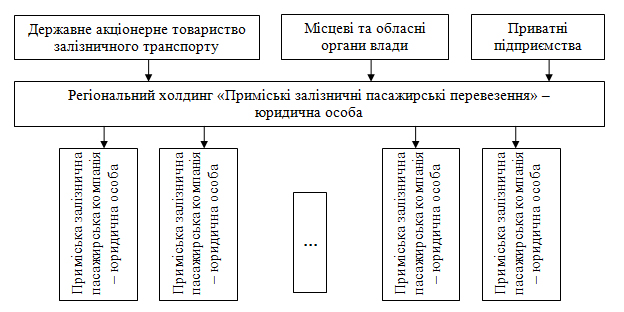 Державне акціонерне товариство
залізничного транспорту
Місцеві та обласні
органи влади
Приватні
підприємства
Регіональний холдинг «Приміські залізничні пасажирські перевезення» –
юридична особа
Приміська залізнична
пасажирська компанія
– юридична особа
Приміська залізнична
пасажирська компанія
– юридична особа
...
Приміська залізнична
пасажирська компанія
– юридична особа
Приміська залізнична
пасажирська компанія
– юридична особа